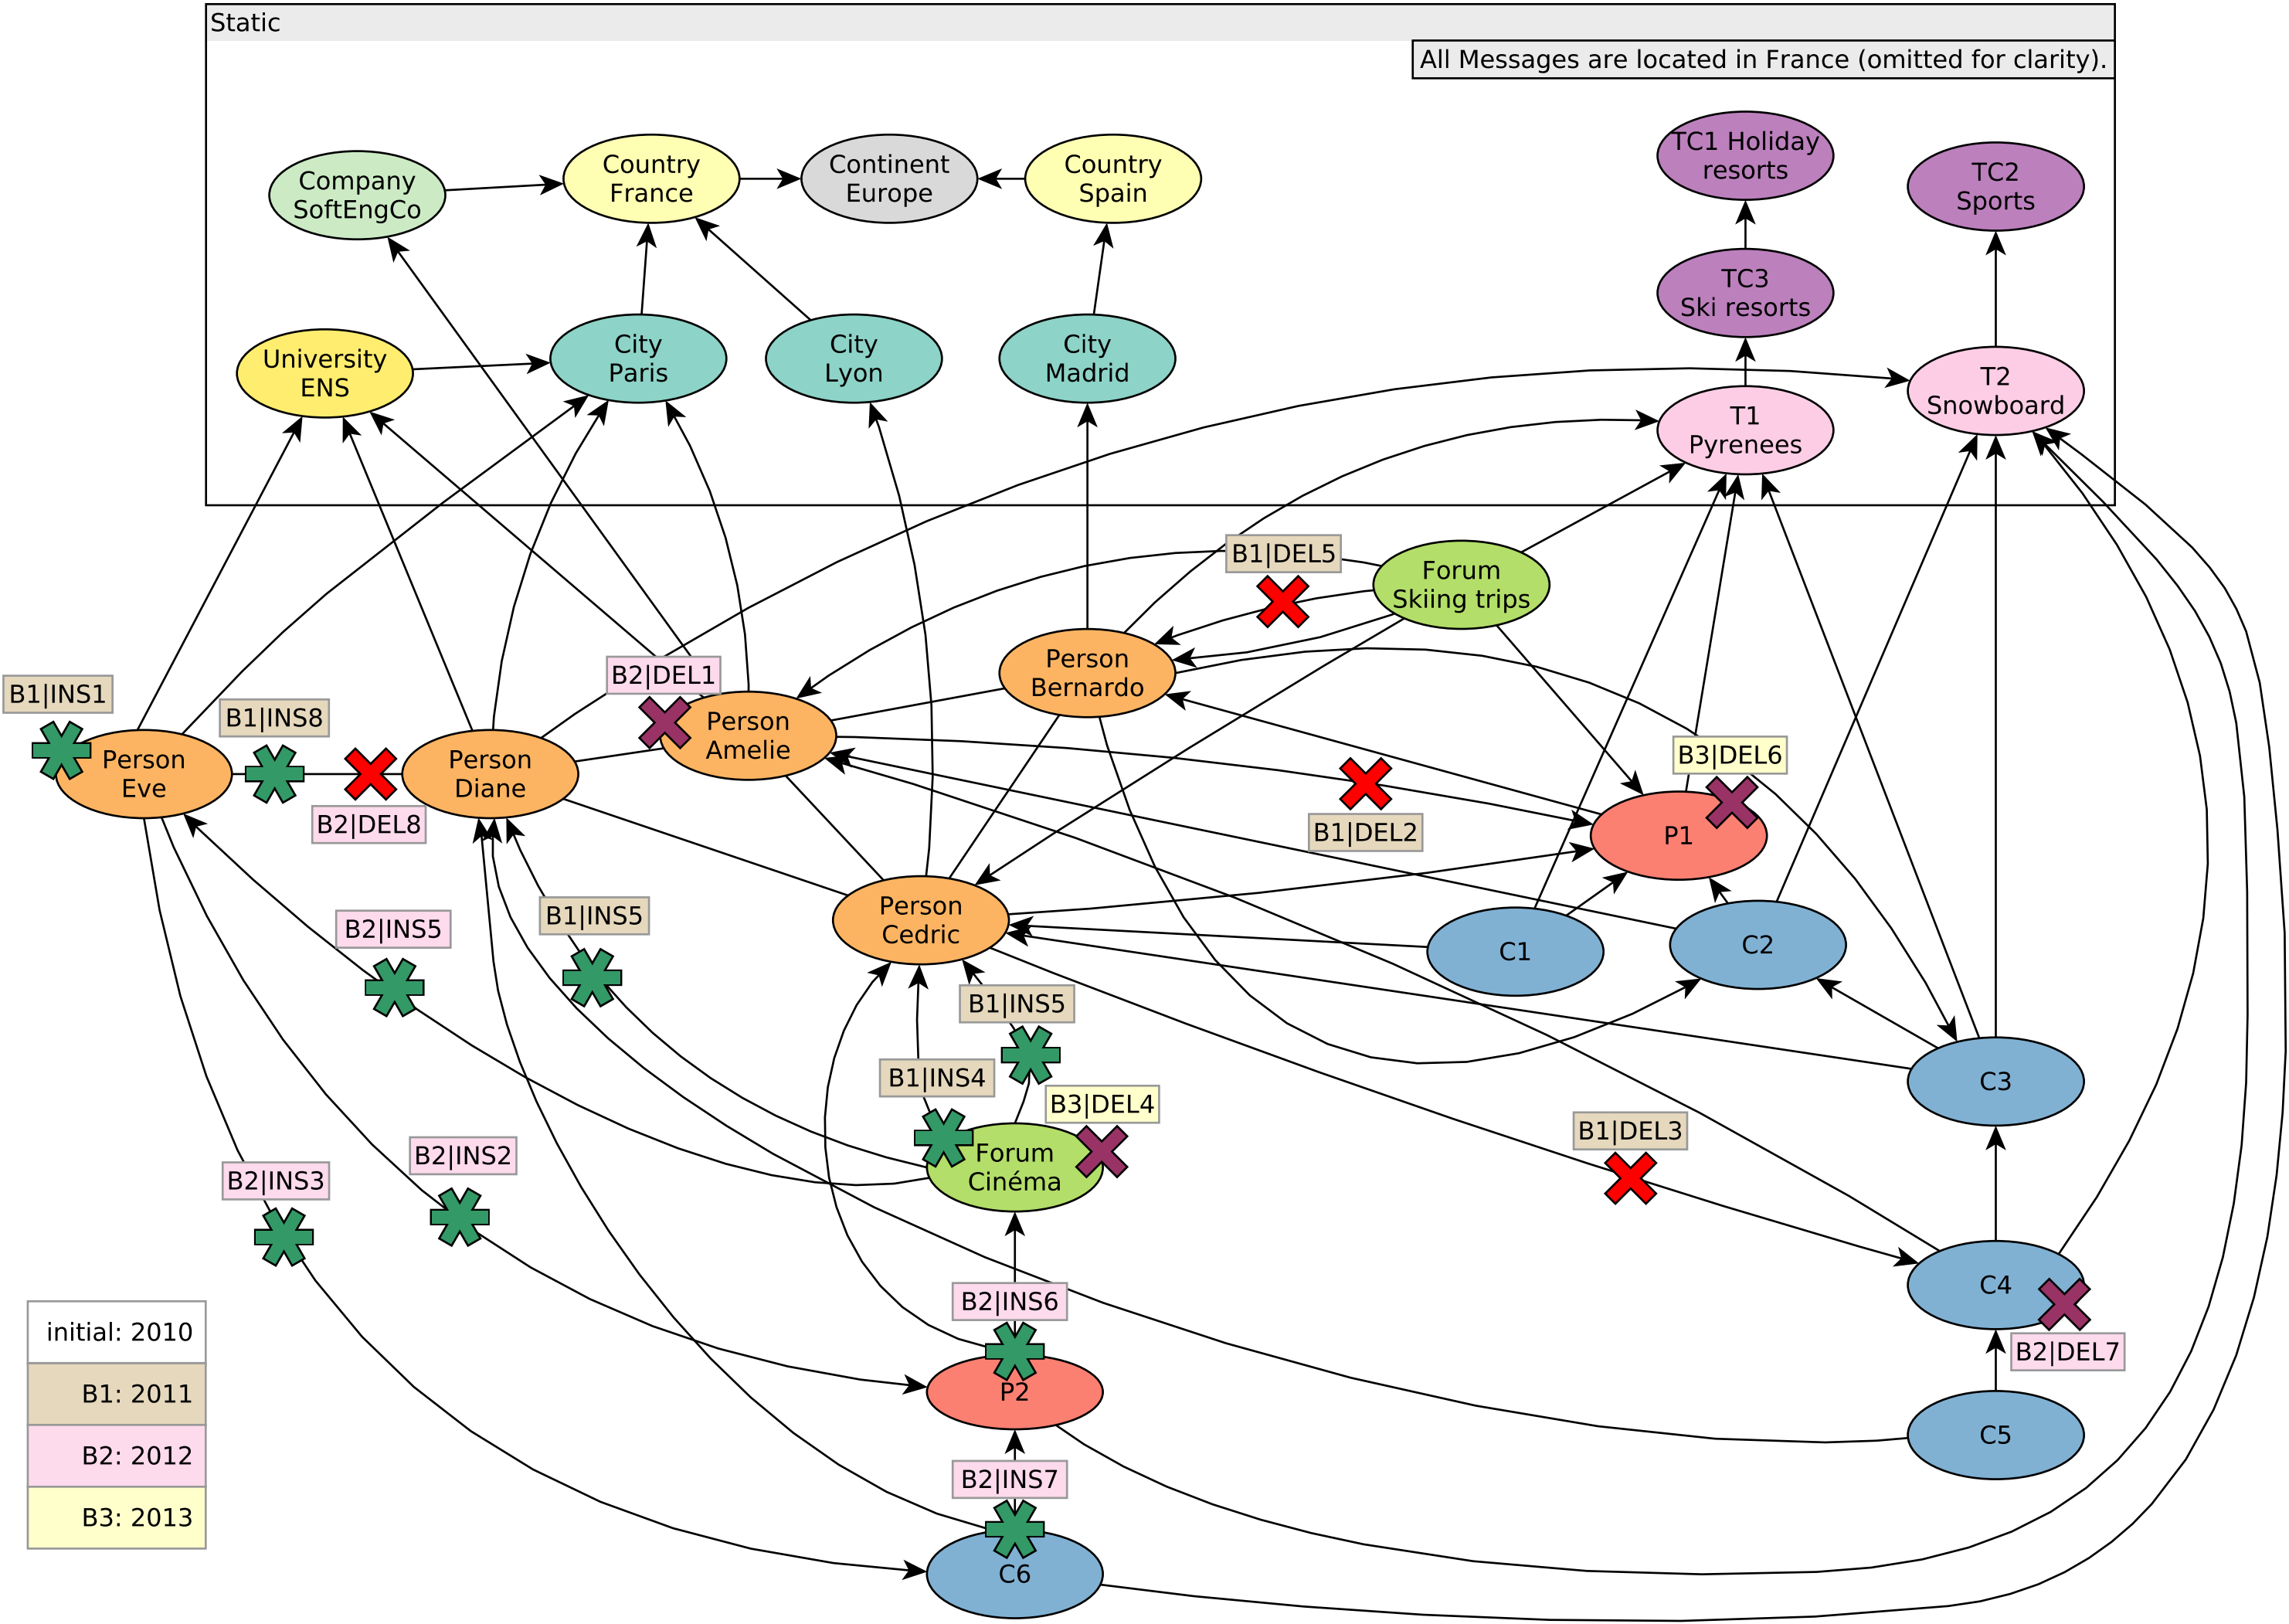 Static
All Messages are located in France (omitted for clarity).
TC1 Holiday
resorts
TC2
Sports
Company
SoftEngCo
Country
France
Continent
Europe
Country
Spain
TC3
Ski resorts
University
ENS
City
Paris
City
Lyon
City
Madrid
T1
Pyrenees
T2
Snowboard
B1|DEL5
Forum
Skiing trips
B1|INS1
B1|INS8
B2|DEL1
Person
Bernardo
Person
Eve
Person
Diane
Person
Amelie
B3|DEL6
B2|DEL8
B1|DEL2
P1
B2|INS5
B1|INS5
Person
Cedric
C1
C2
B1|INS5
B1|INS4
B3|DEL4
C3
B1|DEL3
Forum
Cinéma
B2|INS3
B2|INS2
C4
B2|INS6
B2|DEL7
P2
C5
B2|INS7
C6
initial: 2010
B1: 2011
B2: 2012
B3: 2013